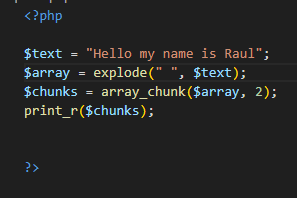 <?php
$text = "Hello my name is Raul";
$array = explode(" ", $text);
$chunks = array_chunk($array, 2);
print_r($chunks);
?>